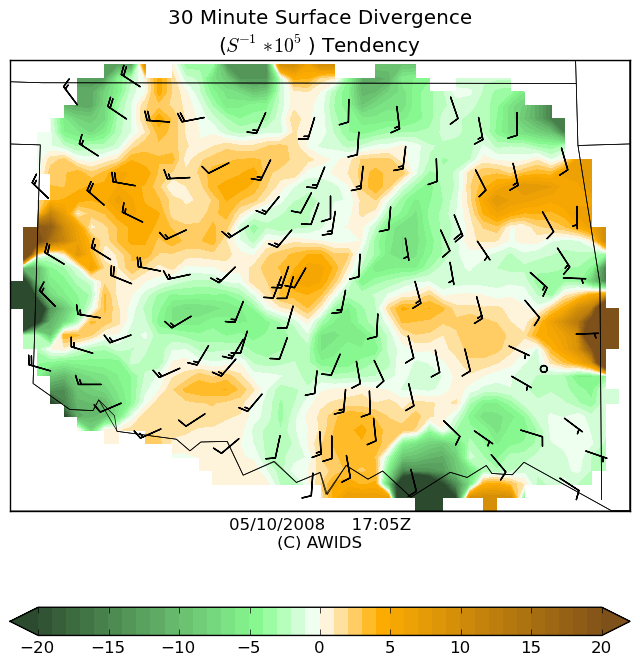 30 Minute Surface Divergence
(S⁻¹ *10⁵ ) Tendency
05/10/2008 17:05Z
(C) AWIDS
−20 −15 −10 −5 0 5 10 15 20